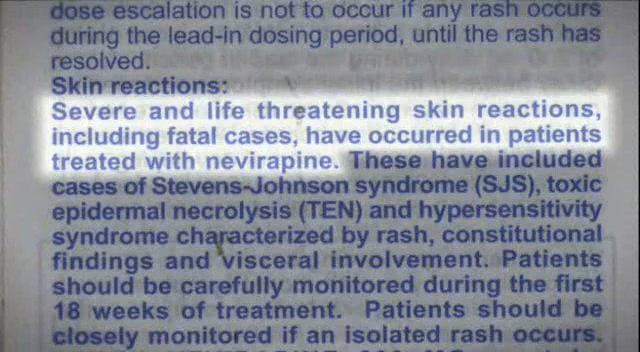 dose escalation is not to occur if any rash occurs
during the lead-in dosing period, until the rash has
resolved.
Skin reactions:
Severe and life threatening skin reactions,
including fatal cases, have occurred in patients
treated with nevirapine. These have included
cases of Stevens-Johnson syndrome (SJS), toxic
epidermal necrolysis (TEN) and hypersensitivity
syndrome characterized by rash, constitutional
findings and visceral involvement. Patients
should be carefully monitored during the first
18 weeks of treatment. Patients should be
closely monitored if an isolated rash occurs.